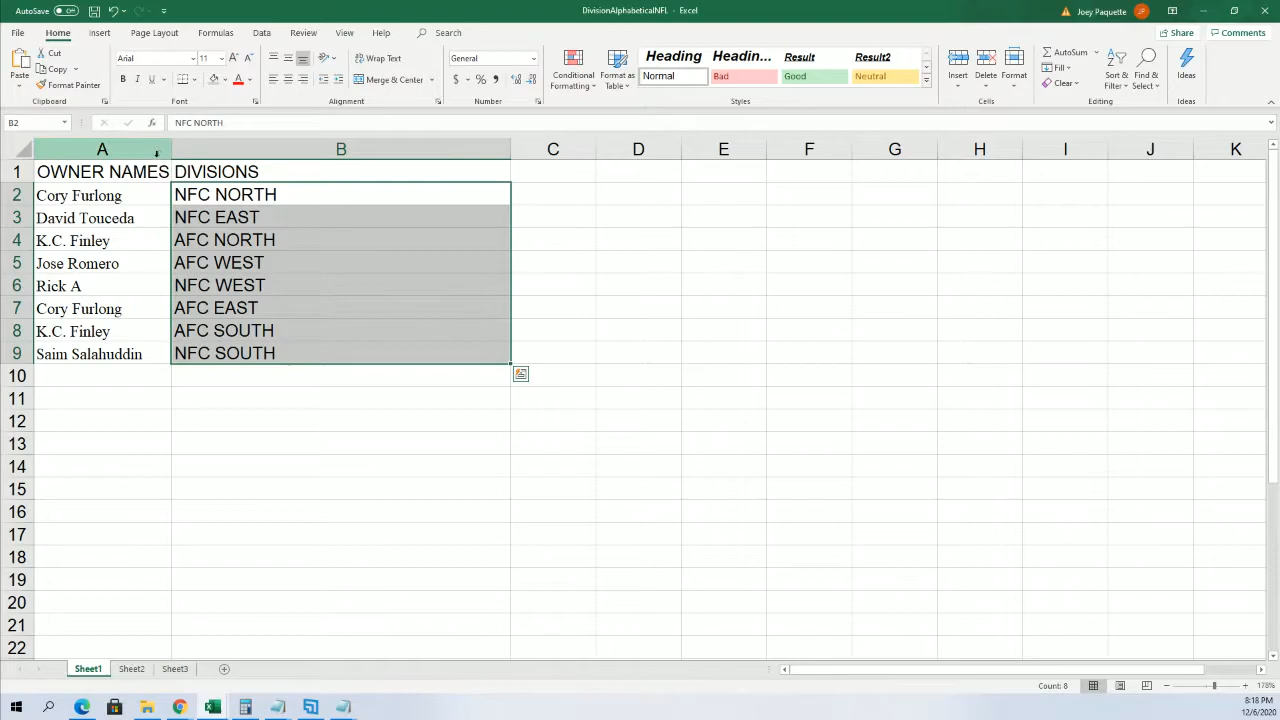 AutoSave Off DivisionAlphabeticalNFL - Excel Joey Paquette
File Home Insert Page Layout Formulas Data Review View Help Search Share Comments
Paste Cut Copy Format Painter Clipboard
Arial 11 B I U A Font
Wrap Text Merge & Center Alignment
General $ % Number
Conditional Formatting Format as Table
Heading Headin... Result Result2
Normal Bad Good Neutral
Styles
Insert Delete Format Cells
AutoSum Fill Clear Sort & Filter Find & Select Editing
Ideas Ideas
B2 fx NFC NORTH
A B C D E F G H I J K
1 OWNER NAMES DIVISIONS
2 Cory Furlong NFC NORTH
3 David Touceda NFC EAST
4 K.C. Finley AFC NORTH
5 Jose Romero AFC WEST
6 Rick A NFC WEST
7 Cory Furlong AFC EAST
8 K.C. Finley AFC SOUTH
9 Saim Salahuddin NFC SOUTH
10
11
12
13
14
15
16
17
18
19
20
21
22
Sheet1 Sheet2 Sheet3
Count: 8 178%
8:18 PM
12/6/2020